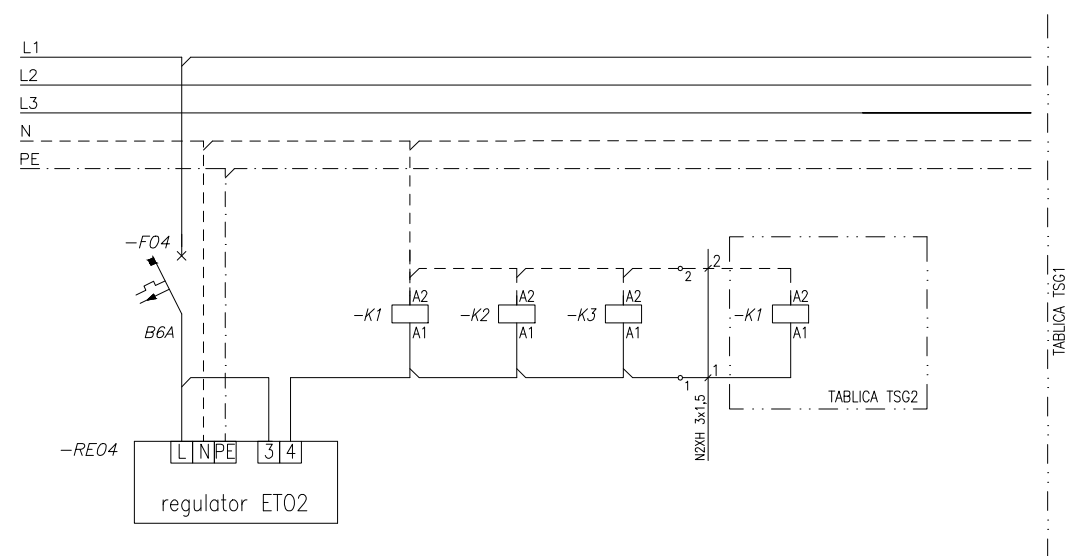 L1
L2
L3
N
PE
-F04
B6A
-K1
A2
A1
-K2
A2
A1
-K3
A2
A1
2
2
1
1
-K1
A2
A1
TABLICA TSG2
N2XH 3x1,5
TABLICA TSG1
-RE04
L N PE 3 4
regulator ET02